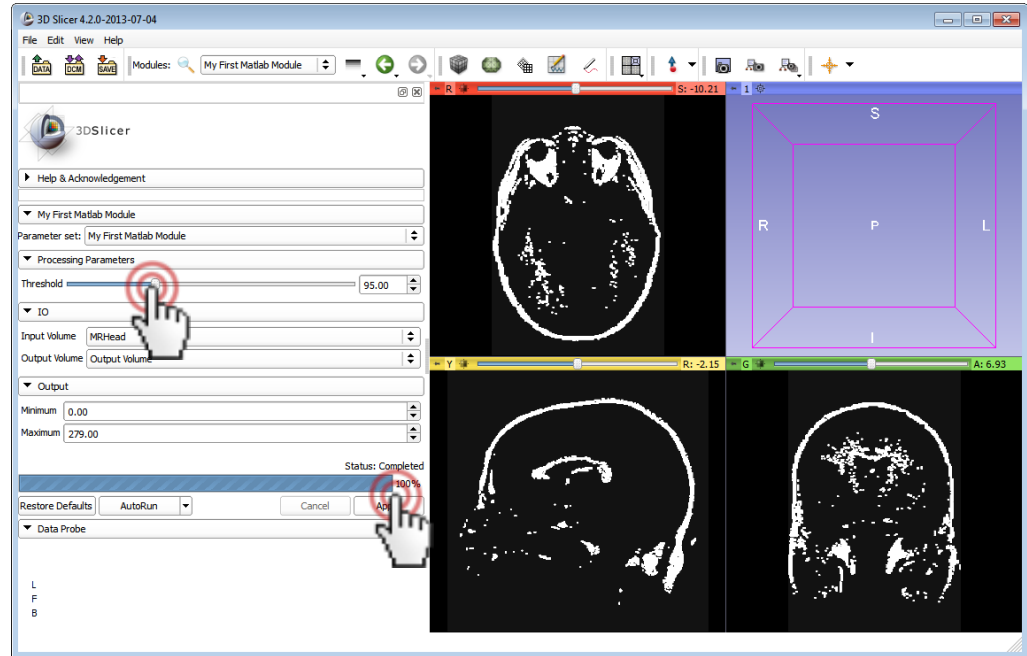 3D Slicer 4.2.0-2013-07-04
File Edit View Help
DATA DCM SAVE Modules: My First Matlab Module
3DSlicer
Help & Acknowledgement
My First Matlab Module
Parameter set: My First Matlab Module
Processing Parameters
Threshold 95.00
IO
Input Volume MRHead
Output Volume Output Volume
Output
Minimum 0.00
Maximum 279.00
Status: Completed
100%
Restore Defaults AutoRun Cancel
Data Probe
L
F
B
R S: -10.21
1
S
R P L
I
Y R: -2.15
G A: 6.93